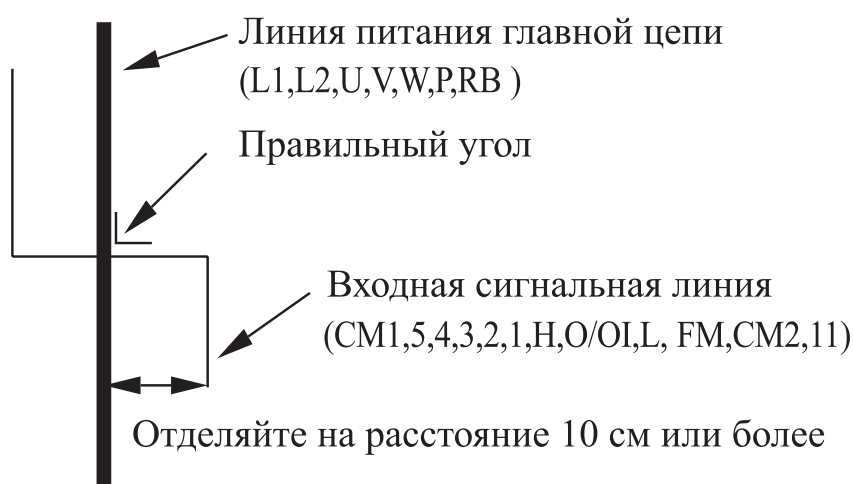 Линия питания главной цепи
(L1,L2,U,V,W,P,RB )
Правильный угол
Входная сигнальная линия
(CM1,5,4,3,2,1,H,O/OI,L, FM,CM2,11)
Отделяйте на расстояние 10 см или более